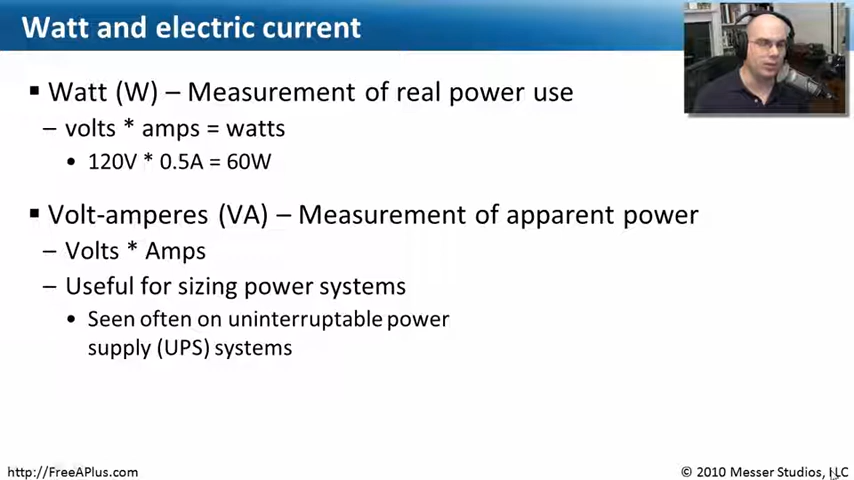 Watt and electric current
▪ Watt (W) – Measurement of real power use
– volts * amps = watts
• 120V * 0.5A = 60W
▪ Volt-amperes (VA) – Measurement of apparent power
– Volts * Amps
– Useful for sizing power systems
• Seen often on uninterruptable power
supply (UPS) systems
http://FreeAPlus.com
© 2010 Messer Studios, LLC